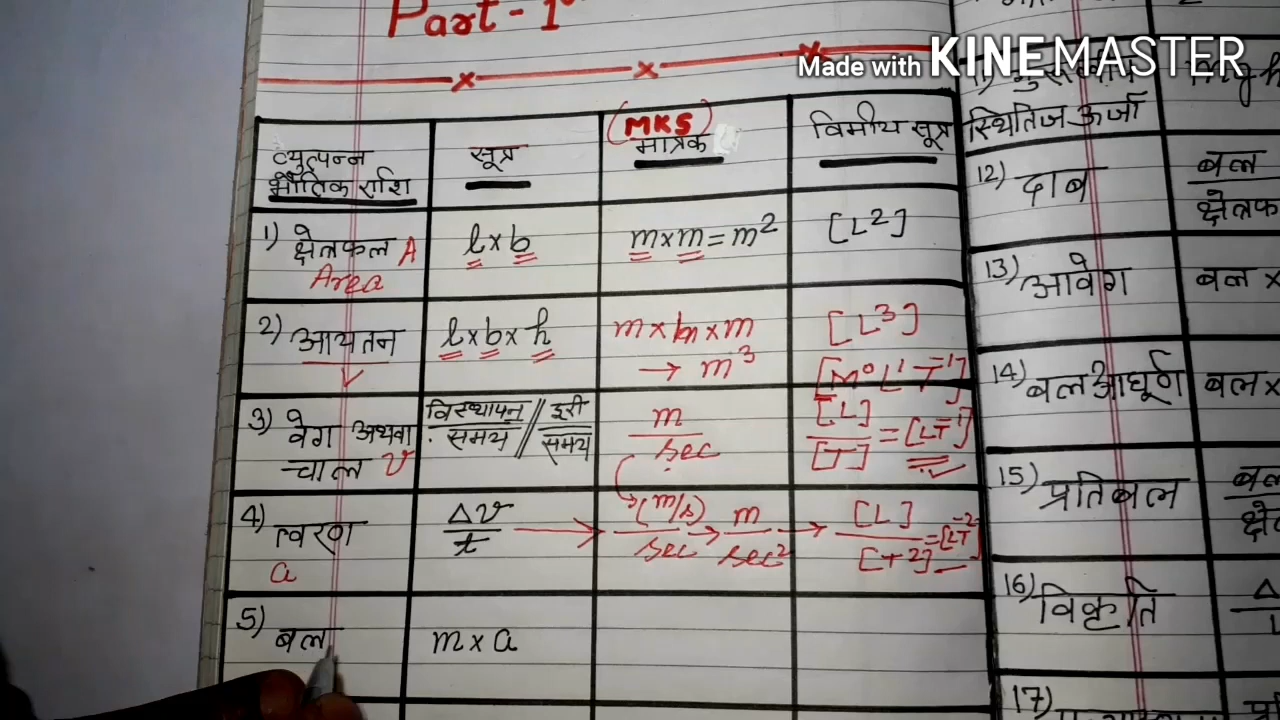 Part - 1
Made with KINEMASTER
व्युत्पन्न भौतिक राशि
सूत्र
(MKS) मात्रक
विमीय सूत्र
1) क्षेत्रफल A
Area
l×b
m×m=m²
[L²]
2) आयतन
l×b×h
m×m×m
→ m³
[L³]
3) वेग अथवा
चाल v
विस्थापन/समय // दूरी/समय
m/sec
[M⁰L¹T⁻¹]
[L]/[T] = [LT⁻¹]
4) त्वरण
a
Δv/t →
(m/s)/sec → m/sec² →
[L]/[T2] = [LT⁻²]
5) बल
m×a
स्थितिज ऊर्जा
12) दाब
बल
13) आवेग
बल ×
14) बल आघूर्ण
बल ×
15) प्रतिबल
16) विकृति
Δ
17)